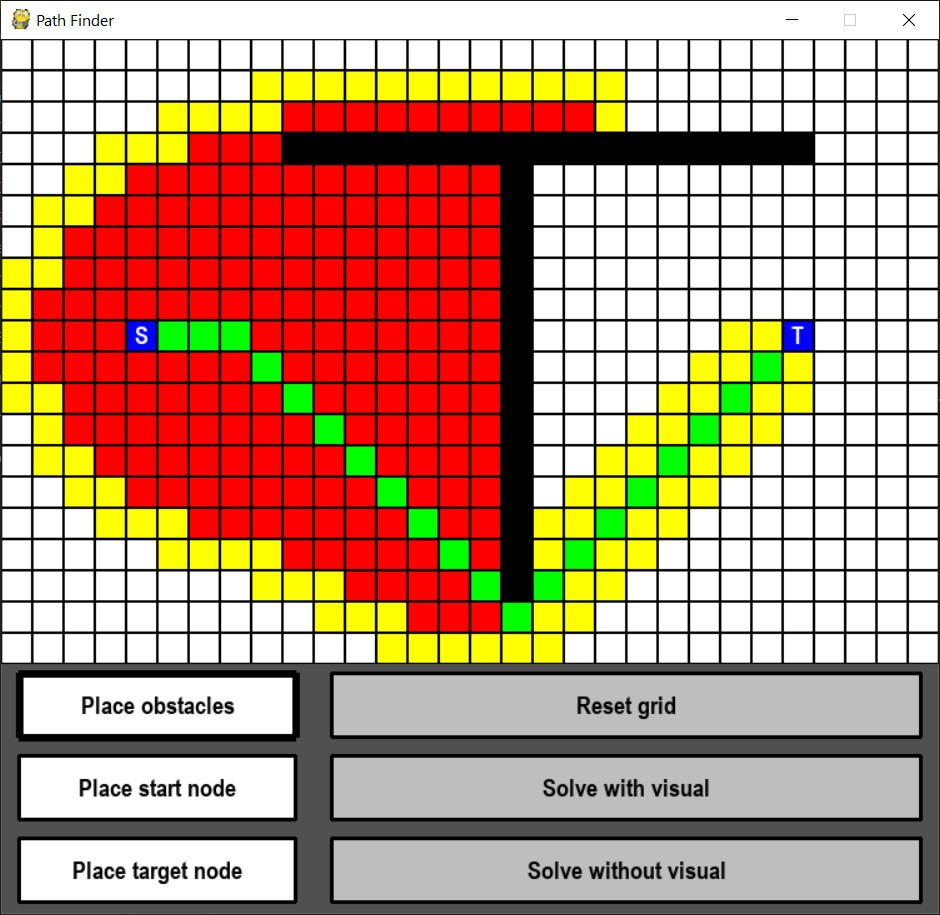 Path Finder
S
T
Place obstacles
Reset grid
Place start node
Solve with visual
Place target node
Solve without visual